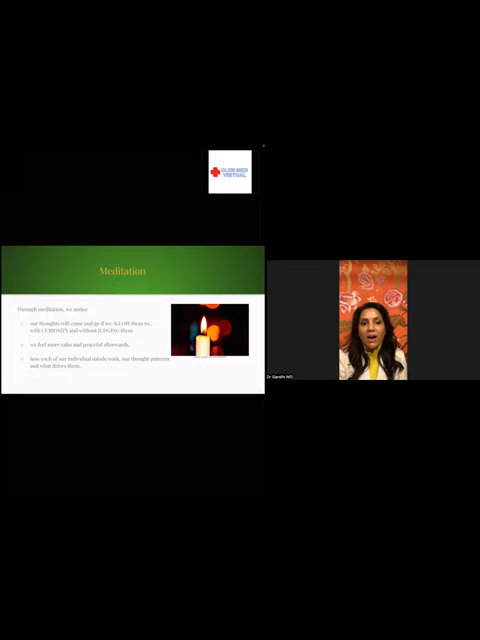 BLUE MED
VIRTUAL
Meditation
Through meditation, we notice
our thoughts will come and go if we ALLOW them to..
with CURIOSITY and without JUDGING them
we feel more calm and peaceful afterwards.
how each of our individual minds work, our thought patterns
and what drives them.
Dr Gandhi MD